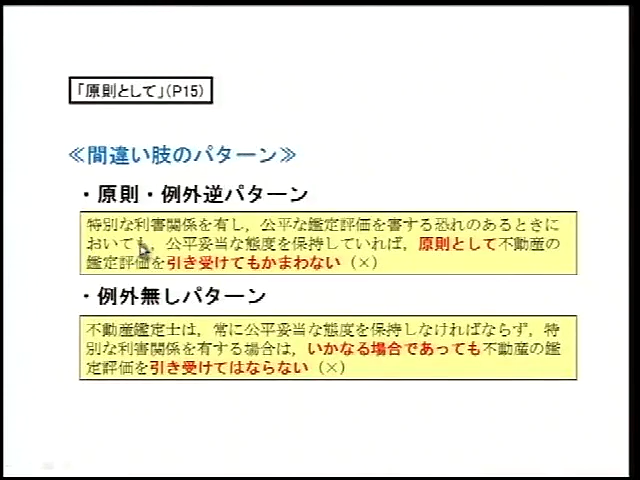 「原則として」(P15)
≪間違い肢のパターン≫
・原則・例外逆パターン
特別な利害関係を有し，公平な鑑定評価を害する恐れのあるときに
おいても，公平妥当な態度を保持していれば，原則として不動産の
鑑定評価を引き受けてもかまわない（×）
・例外無しパターン
不動産鑑定士は，常に公平妥当な態度を保持しなければならず，特
別な利害関係を有する場合は，いかなる場合であっても不動産の鑑
定評価を引き受けてはならない（×）